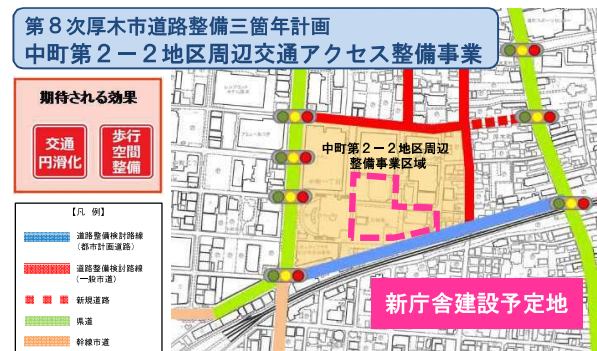 第８次厚木市道路整備三箇年計画
中町第２－２地区周辺交通アクセス整備事業
期待される効果
交通
円滑化
歩行
空間
整備
中町第２－２地区周辺
整備事業区域
【凡 例】
道路整備検討路線
（都市計画道路）
道路整備検討路線
（一般市道）
新規道路
県道
幹線市道
新庁舎建設予定地